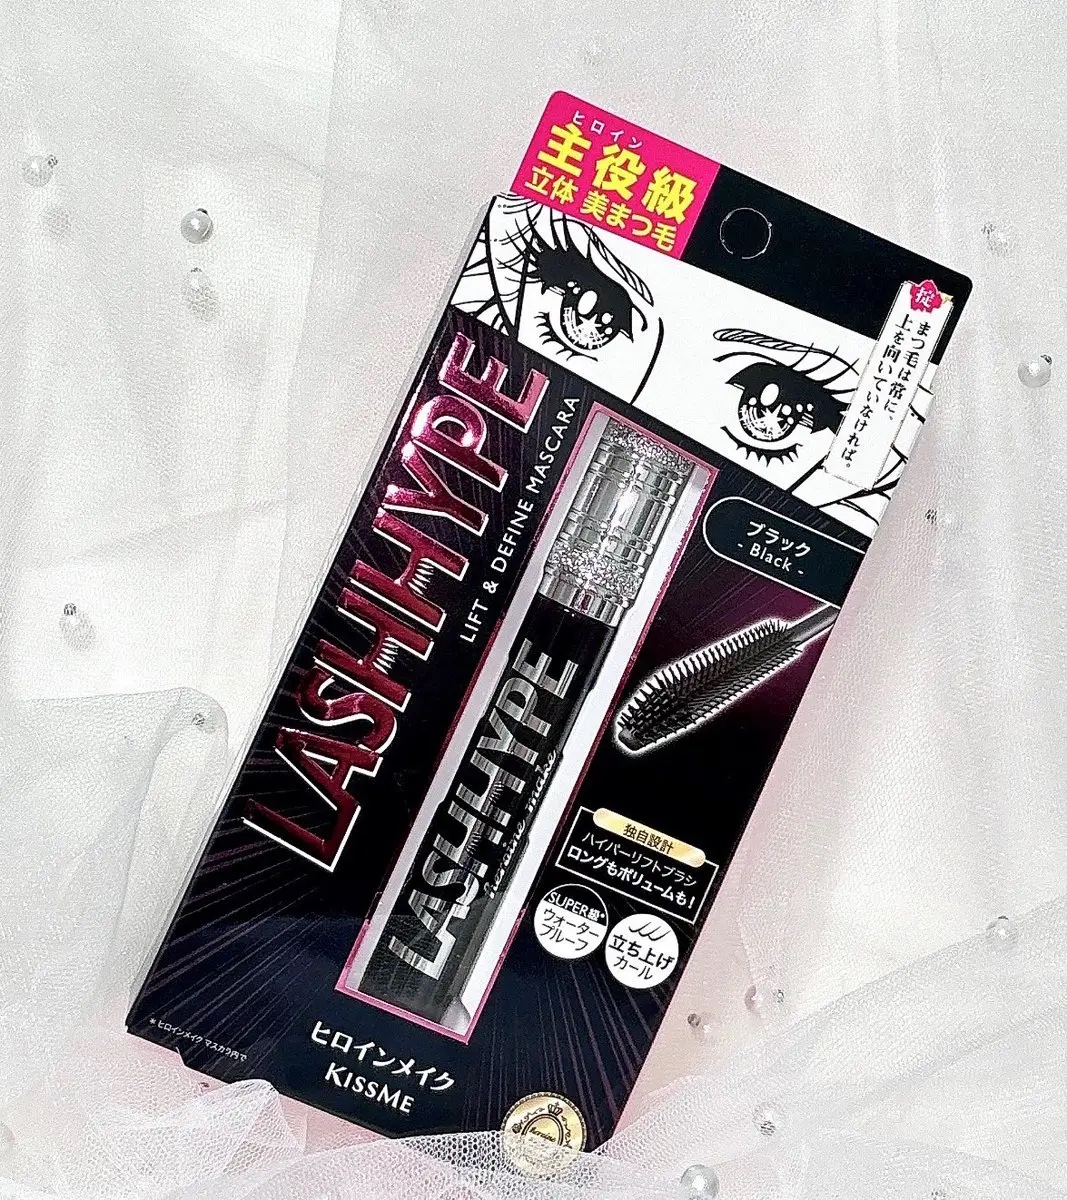 ヒロイン
主役級
立体 美まつ毛
掟
まつ毛は常に、
上を向いていなければ。
LASHHYPE
LIFT & DEFINE MASCARA
ブラック
- Black -
LASHHYPE
heroine make
独自設計
ハイパーリフトブラシ
ロングもボリュームも!
SUPER級*
ウォーター
プルーフ
立ち上げ
カール
* ヒロインメイク マスカラ内で
ヒロインメイク
KISSME
heroine